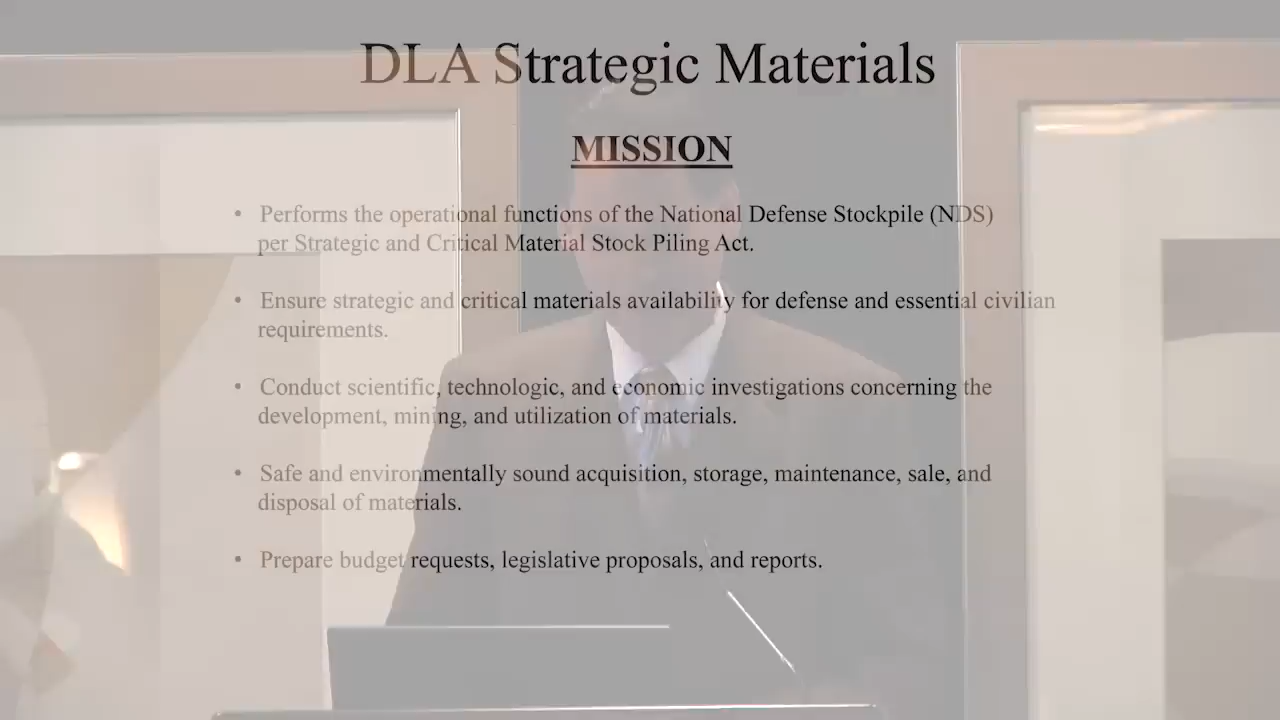 DLA Strategic Materials
MISSION
• Performs the operational functions of the National Defense Stockpile (NDS)
per Strategic and Critical Material Stock Piling Act.
• Ensure strategic and critical materials availability for defense and essential civilian
requirements.
• Conduct scientific, technologic, and economic investigations concerning the
development, mining, and utilization of materials.
• Safe and environmentally sound acquisition, storage, maintenance, sale, and
disposal of materials.
• Prepare budget requests, legislative proposals, and reports.